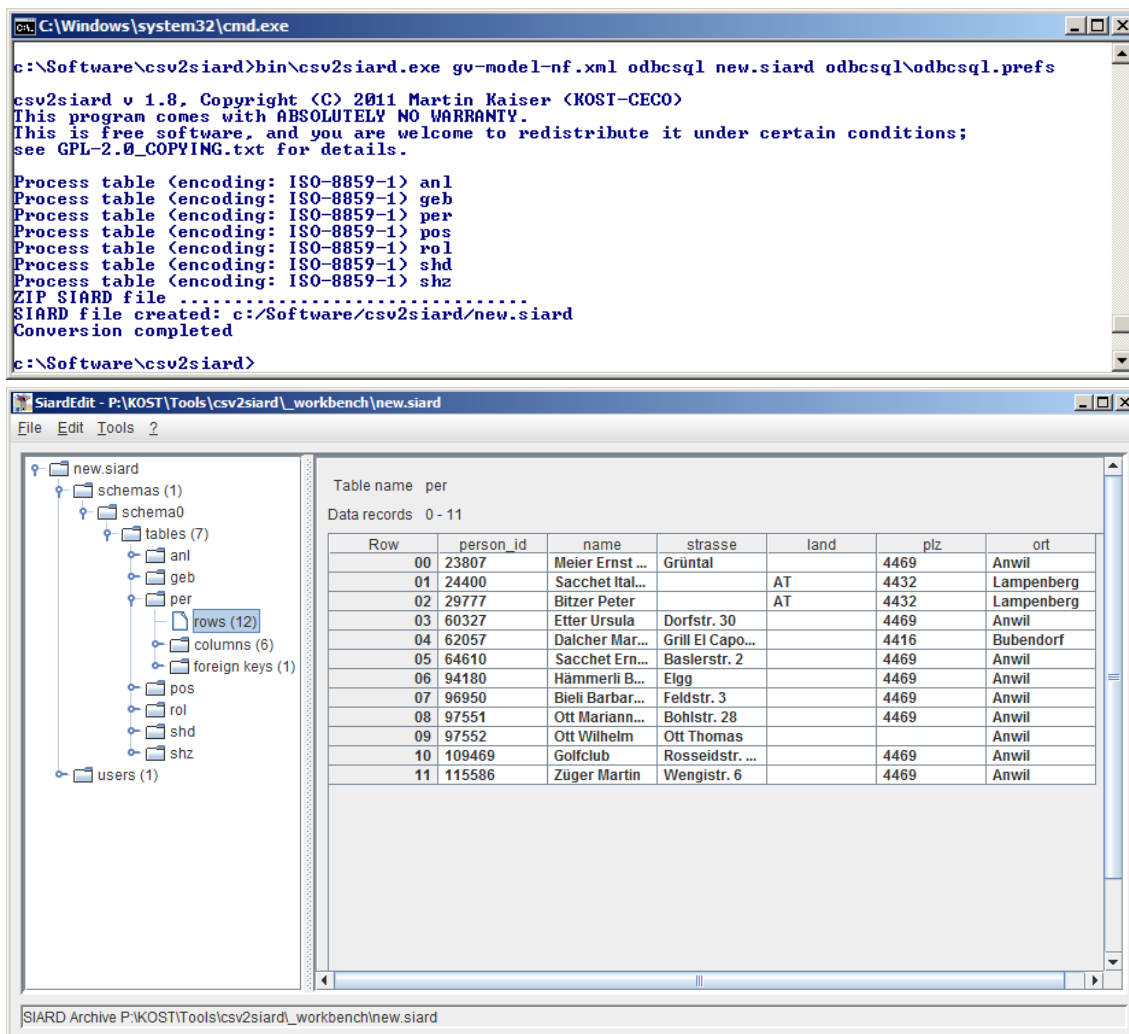 C:\Windows\system32\cmd.exe
c:\Software\csv2siard>bin\csv2siard.exe gv-model-nf.xml odbcsql new.siard odbcsql\odbcsql.prefs
csv2siard v 1.8, Copyright (C) 2011 Martin Kaiser (KOST-CECO)
This program comes with ABSOLUTELY NO WARRANTY.
This is free software, and you are welcome to redistribute it under certain conditions;
see GPL-2.0_COPYING.txt for details.
Process table (encoding: ISO-8859-1) anl
Process table (encoding: ISO-8859-1) geb
Process table (encoding: ISO-8859-1) per
Process table (encoding: ISO-8859-1) pos
Process table (encoding: ISO-8859-1) rol
Process table (encoding: ISO-8859-1) shd
Process table (encoding: ISO-8859-1) shz
ZIP SIARD file .................................
SIARD file created: c:/Software/csv2siard/new.siard
Conversion completed
c:\Software\csv2siard>
SiardEdit - P:\KOST\Tools\csv2siard\_workbench\new.siard
File Edit Tools ?
new.siard
schemas (1)
schema0
tables (7)
anl
geb
per
rows (12)
columns (6)
foreign keys (1)
pos
rol
shd
shz
users (1)
Table name per
Data records 0 - 11
Row person_id name strasse land plz ort
00 23807 Meier Ernst ... Grüntal 4469 Anwil
01 24400 Sacchet Ital... AT 4432 Lampenberg
02 29777 Bitzer Peter AT 4432 Lampenberg
03 60327 Etter Ursula Dorfstr. 30 4469 Anwil
04 62057 Dalcher Mar... Grill El Capo... 4416 Bubendorf
05 64610 Sacchet Ern... Baslerstr. 2 4469 Anwil
06 94180 Hämmerli B... Elgg 4469 Anwil
07 96950 Bieli Barbar... Feldstr. 3 4469 Anwil
08 97551 Ott Mariann... Bohlstr. 28 4469 Anwil
09 97552 Ott Wilhelm Ott Thomas Anwil
10 109469 Golfclub Rosseidstr. ... 4469 Anwil
11 115586 Züger Martin Wengistr. 6 4469 Anwil
SIARD Archive P:\KOST\Tools\csv2siard\_workbench\new.siard